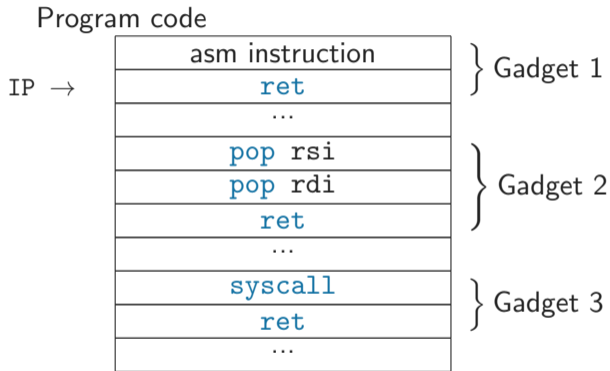 Program code
asm instruction
Gadget 1
IP →
ret
...
pop rsi
pop rdi
Gadget 2
ret
...
syscall
Gadget 3
ret
...